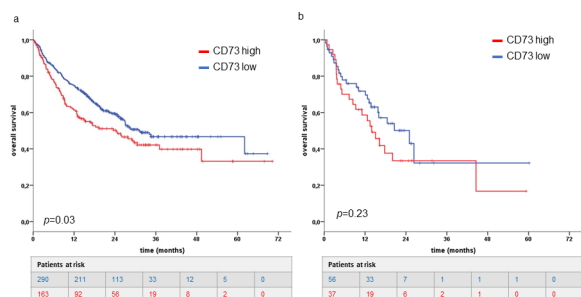 a
CD73 high
CD73 low
overall survival
1,0
0,8
0,6
0,4
0,2
0,0
p=0.03
0 12 24 36 48 60 72
time (months)
Patients at risk
290 211 113 33 12 5 0
163 92 56 19 8 2 0
b
CD73 high
CD73 low
overall survival
1,0
0,8
0,6
0,4
0,2
0,0
p=0.23
0 12 24 36 48 60 72
time (months)
Patients at risk
56 33 7 1 1 1 0
37 19 6 2 1 0 0